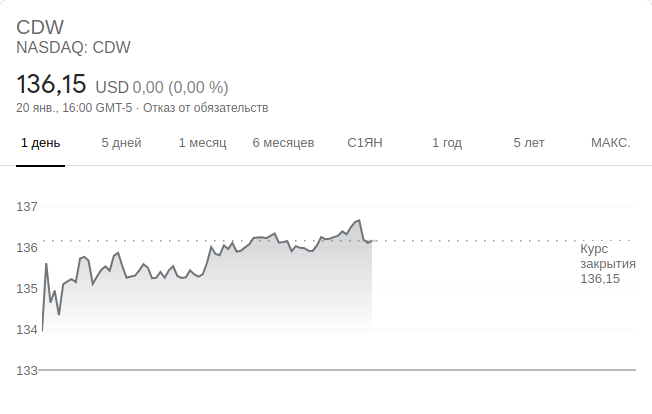 CDW
NASDAQ: CDW
136,15 USD 0,00 (0,00 %)
20 янв., 16:00 GMT-5 · Отказ от обязательств
1 день 5 дней 1 месяц 6 месяцев С1ЯН 1 год 5 лет МАКС.
137
136
135
134
133
Курс
закрытия
136,15